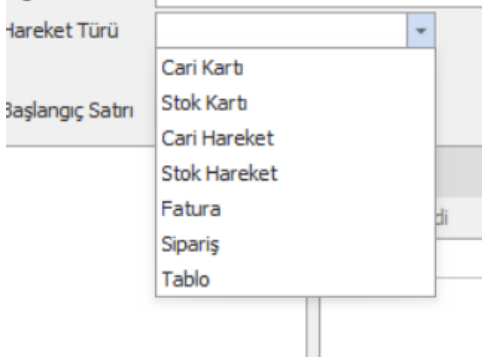 Hareket Türü
Cari Kartı
Stok Kartı
Başlangıç Satırı
Cari Hareket
Stok Hareket
Fatura
Sipariş
Tablo